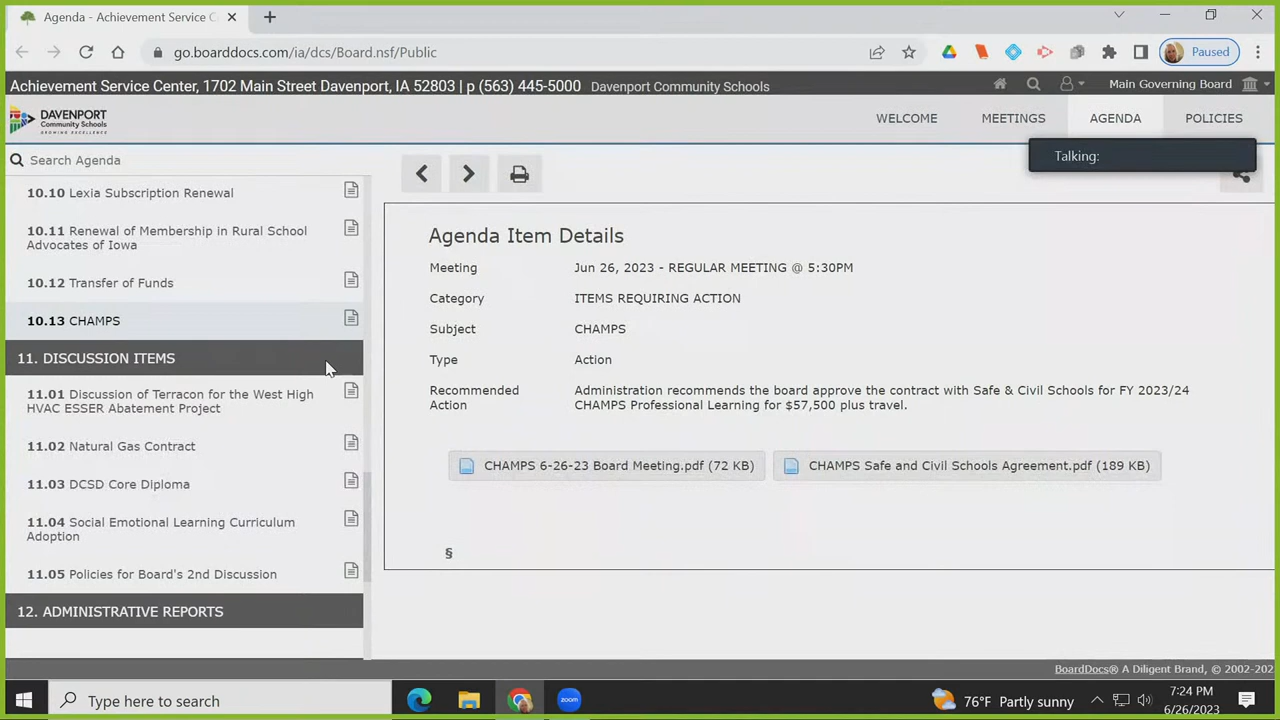 Agenda - Achievement Service C
go.boarddocs.com/ia/dcs/Board.nsf/Public
Paused
Achievement Service Center, 1702 Main Street Davenport, IA 52803 | p (563) 445-5000 Davenport Community Schools
Main Governing Board
DAVENPORT
Community Schools
GROWING EXCELLENCE
WELCOME MEETINGS AGENDA POLICIES
Talking:
Search Agenda
10.10 Lexia Subscription Renewal
10.11 Renewal of Membership in Rural School
Advocates of Iowa
10.12 Transfer of Funds
10.13 CHAMPS
11. DISCUSSION ITEMS
11.01 Discussion of Terracon for the West High
HVAC ESSER Abatement Project
11.02 Natural Gas Contract
11.03 DCSD Core Diploma
11.04 Social Emotional Learning Curriculum
Adoption
11.05 Policies for Board's 2nd Discussion
12. ADMINISTRATIVE REPORTS
Agenda Item Details
Meeting Jun 26, 2023 - REGULAR MEETING @ 5:30PM
Category ITEMS REQUIRING ACTION
Subject CHAMPS
Type Action
Recommended Administration recommends the board approve the contract with Safe & Civil Schools for FY 2023/24
Action CHAMPS Professional Learning for $57,500 plus travel.
CHAMPS 6-26-23 Board Meeting.pdf (72 KB) CHAMPS Safe and Civil Schools Agreement.pdf (189 KB)
§
BoardDocs® A Diligent Brand, © 2002-202
Type here to search
zoom
76°F Partly sunny
7:24 PM
6/26/2023